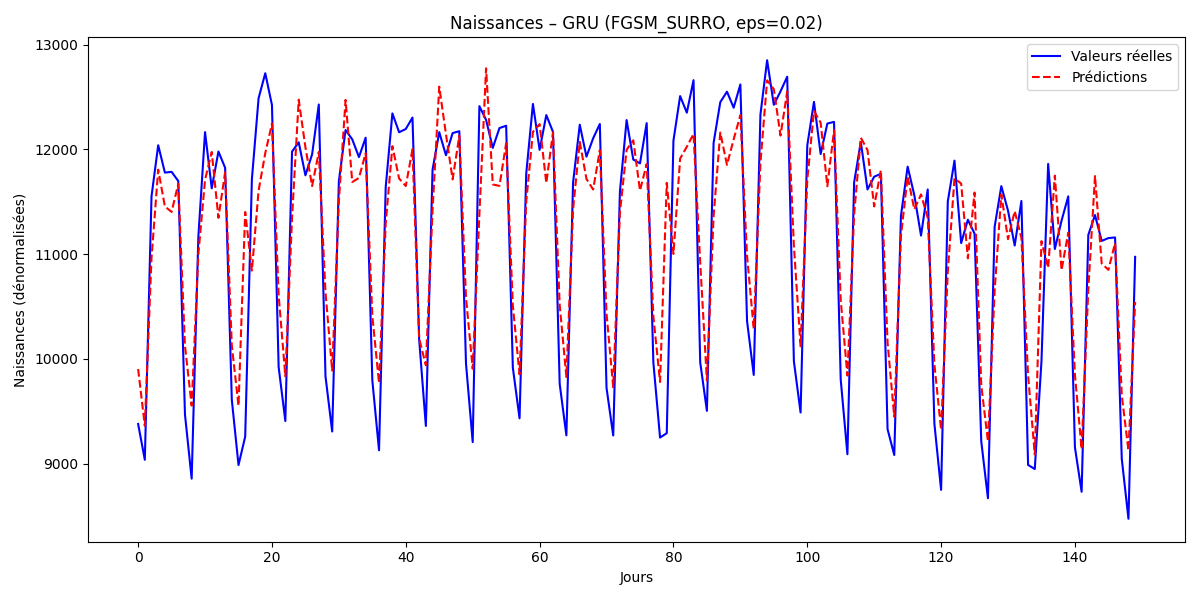 Naissances – GRU (FGSM_SURRO, eps=0.02)
Valeurs réelles
Prédictions
Naissances (dénormalisées)
13000
12000
11000
10000
9000
0 20 40 60 80 100 120 140
Jours